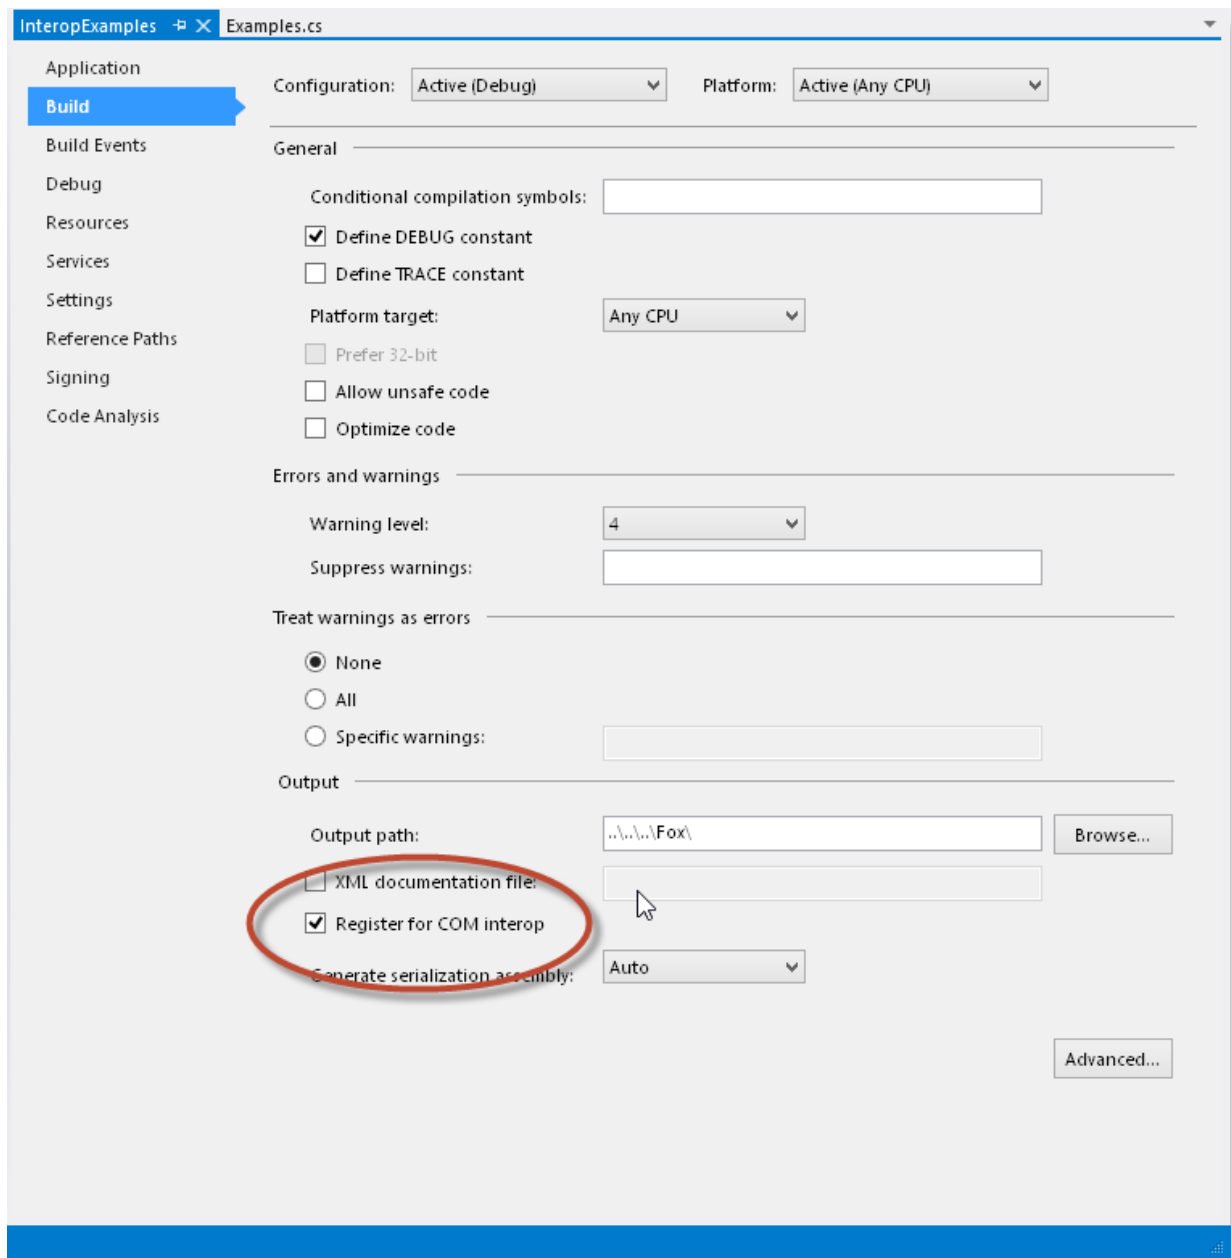 InteropExamples Examples.cs
Application
Build
Build Events
Debug
Resources
Services
Settings
Reference Paths
Signing
Code Analysis
Configuration: Active (Debug) Platform: Active (Any CPU)
General
Conditional compilation symbols:
Define DEBUG constant
Define TRACE constant
Platform target: Any CPU
Prefer 32-bit
Allow unsafe code
Optimize code
Errors and warnings
Warning level: 4
Suppress warnings:
Treat warnings as errors
None
All
Specific warnings:
Output
Output path: ..\..\..\Fox\ Browse...
XML documentation file:
Register for COM interop
Generate serialization assembly: Auto
Advanced...